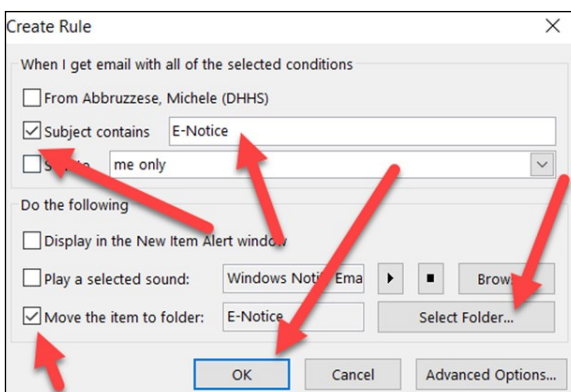 Create Rule
When I get email with all of the selected conditions
From Abbruzzese, Michele (DHHS)
Subject contains E-Notice
me only
Do the following
Display in the New Item Alert window
Play a selected sound: Windows Notify Ema
Move the item to folder: E-Notice Select Folder...
OK Cancel Advanced Options...